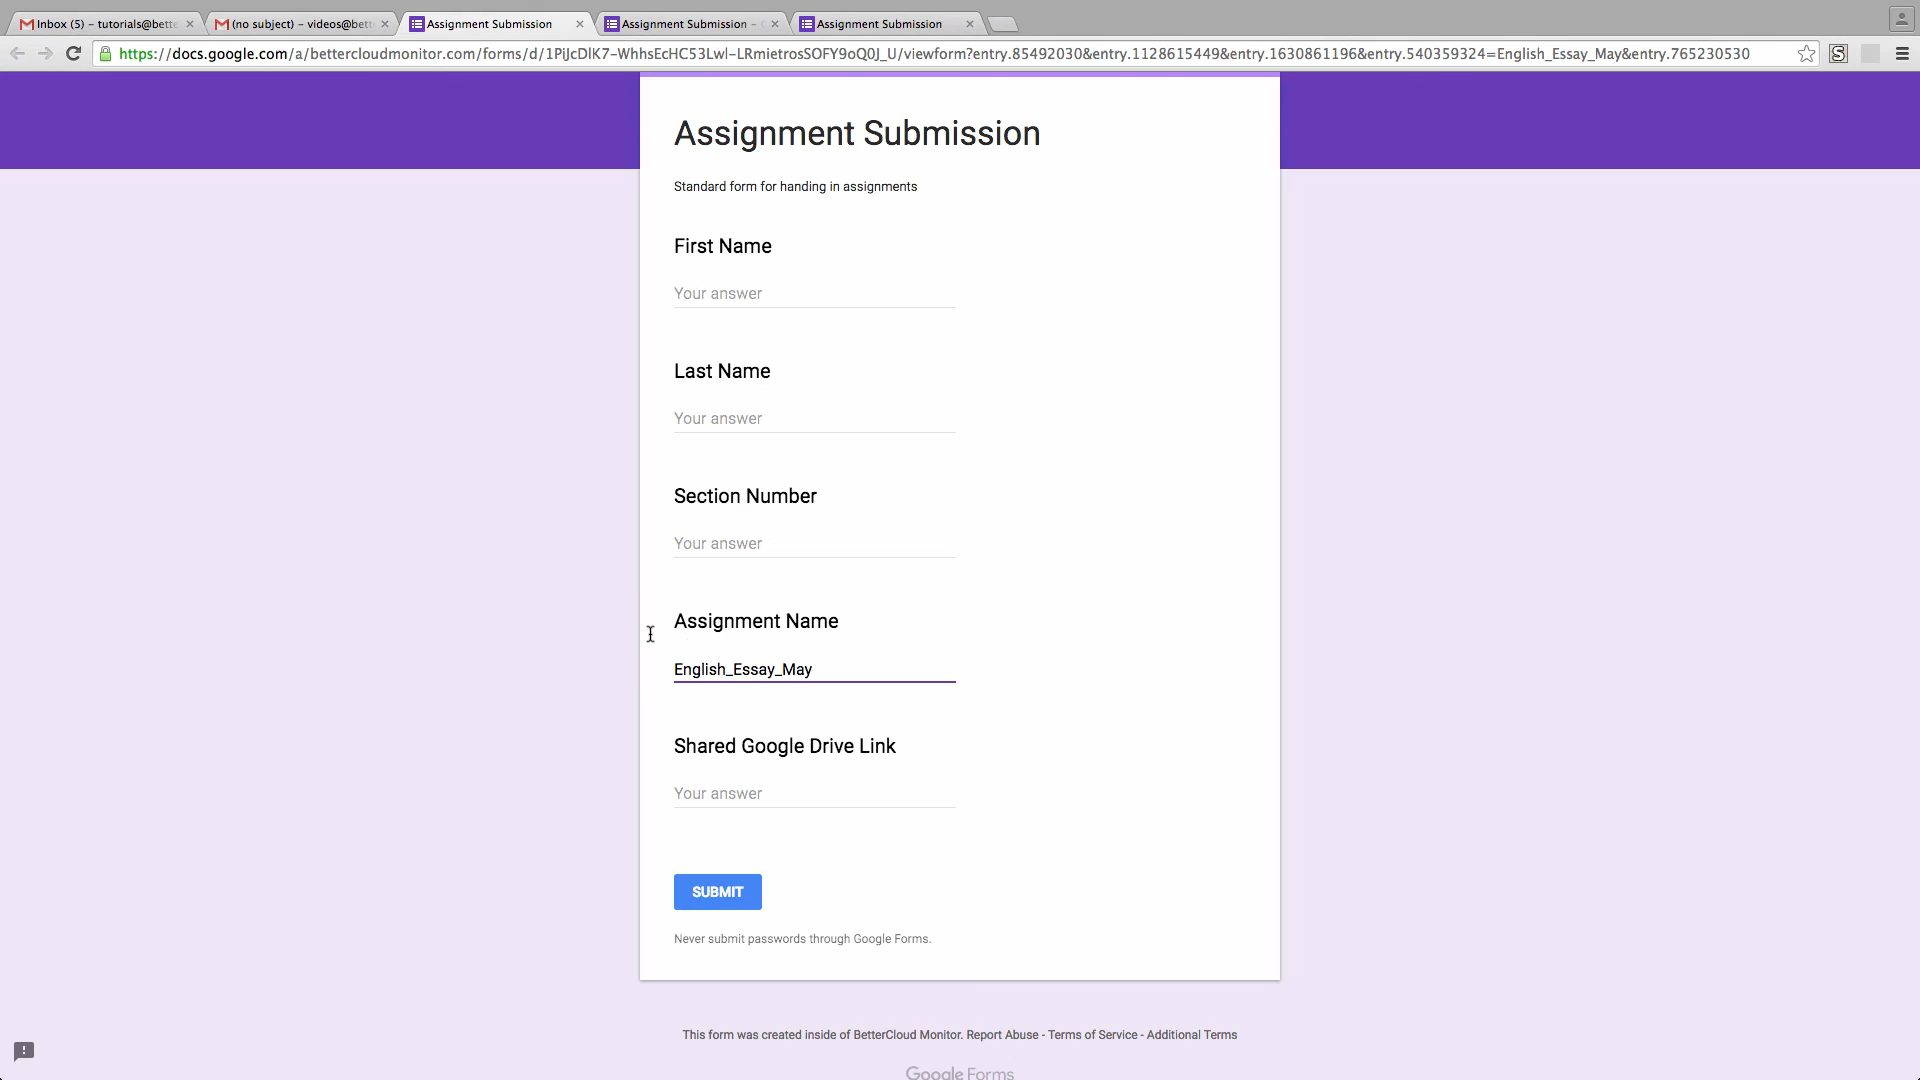 Inbox (5) – tutorials@bette
(no subject) – videos@bett
Assignment Submission
Assignment Submission –
Assignment Submission
https://docs.google.com/a/bettercloudmonitor.com/forms/d/1PiJcDlK7-WhhsEcHC53Lwl-LRmietrosSOFY9oQ0J_U/viewform?entry.85492030&entry.1128615449&entry.1630861196&entry.540359324=English_Essay_May&entry.765230530
Assignment Submission
Standard form for handing in assignments
First Name
Your answer
Last Name
Your answer
Section Number
Your answer
Assignment Name
English_Essay_May
Shared Google Drive Link
Your answer
SUBMIT
Never submit passwords through Google Forms.
This form was created inside of BetterCloud Monitor. Report Abuse - Terms of Service - Additional Terms
Google Forms